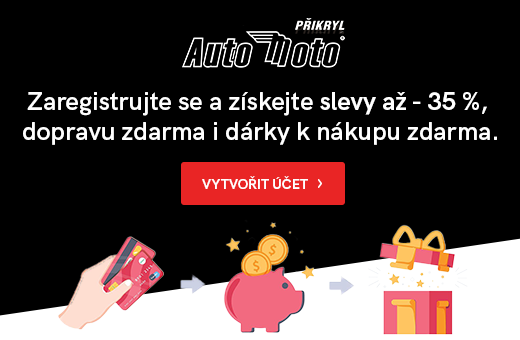 PŘIKRYL
Auto Moto
Zaregistrujte se a získejte slevy až - 35 %,
dopravu zdarma i dárky k nákupu zdarma.
VYTVOŘIT ÚČET ›